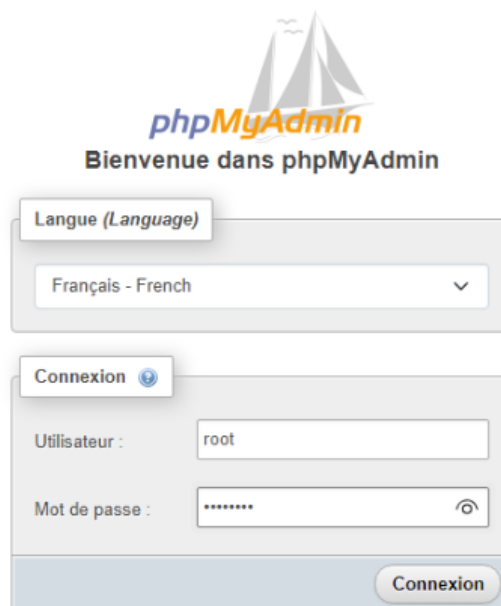 phpMyAdmin
Bienvenue dans phpMyAdmin
Langue (Language)
Français - French
Connexion
Utilisateur :
root
Mot de passe :
••••••••
Connexion